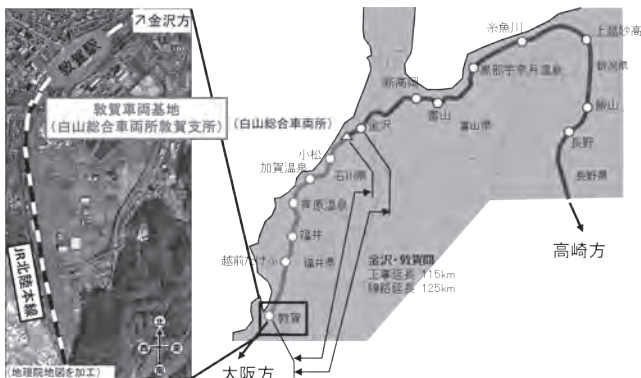 ↗金沢方
敦賀駅
敦賀車両基地
(白山総合車両所敦賀支所)
JR北陸本線
北
西
東
南
(地理院地図を加工)
糸魚川
上越妙高
新潟県
黒部宇奈月温泉
新高岡
富山
富山県
飯山
長野
長野県
高崎方
(白山総合車両所)
金沢
小松
加賀温泉
石川県
芦原温泉
福井
越前たけふ
福井県
敦賀
大阪方
金沢・敦賀間
工事延長 115km
線路延長 125km